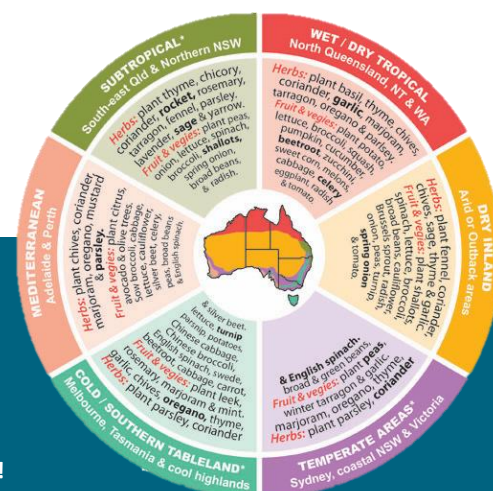 SUBTROPICAL*
South-east Qld & Northern NSW
Herbs: plant thyme, chicory,
coriander, rocket, rosemary,
tarragon, fennel, parsley,
lavender, sage & yarrow.
Fruit & vegies: plant peas,
onion, lettuce, spinach,
broccoli, shallots,
spring onion,
broad beans,
& radish.
WET / DRY TROPICAL
North Queensland, NT & WA
Herbs: plant basil, thyme, chives,
coriander, garlic, marjoram,
tarragon, oregano & parsley.
Fruit & vegies: plant potato,
lettuce, broccoli, squash,
pumpkin, cucumber,
beetroot, zucchini,
sweet corn, melons,
cabbage, celery
eggplant, radish
& tomato.
DRY INLAND
Arid or Outback areas
Herbs: plant fennel, coriander,
chives, sage, thyme & garlic.
Fruit & vegies: plant shallots,
spinach, lettuce, broccoli,
broad beans, cauliflower,
brussels sprout, radish,
onion, peas, turnip
spring onion
& tomato
TEMPERATE AREAS*
Sydney, coastal NSW & Victoria
Herbs: plant parsley, coriander
marjoram, oregano, thyme,
winter tarragon & garlic.
Fruit & vegies: plant peas,
broad & green beans,
& English spinach.
COLD / SOUTHERN TABLELAND*
Melbourne, Tasmania & cool highlands
Herbs: plant parsley, coriander
garlic, chives, oregano, thyme,
rosemary, marjoram & mint.
Fruit & vegies: plant leek,
beetroot, cabbage, carrot,
English spinach, swede,
Chinese broccoli,
Chinese cabbage,
parsnip, potatoes,
lettuce, turnip
& silver beet.
MEDITERRANEAN
Adelaide & Perth
Herbs: plant chives, coriander
marjoram, oregano, mustard
& parsley.
Fruit & vegies: plant citrus,
avocado & olive trees.
Sow broccoli, cabbage,
lettuce, cauliflower,
silver beet, celery,
peas, broad beans
& English spinach.
!